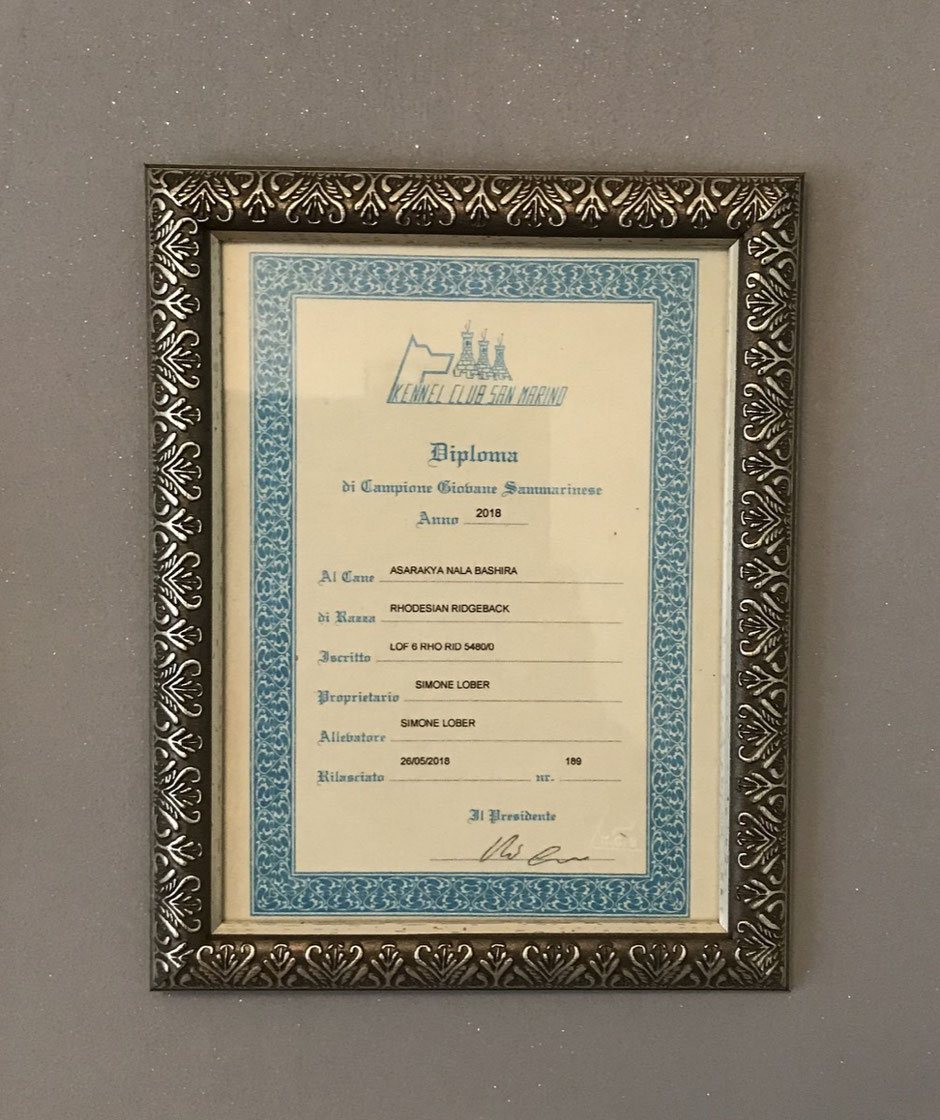 KENNEL CLUB SAN MARINO
Diploma
di Campione Giovane Sammarinese
Anno 2018
Al Cane ASARAKYA NALA BASHIRA
di Razza RHODESIAN RIDGEBACK
Iscritto LOF 6 RHO RID 5480/0
Proprietario SIMONE LOBER
Allevatore SIMONE LOBER
Rilasciato 26/05/2018 nr. 189
Il Presidente